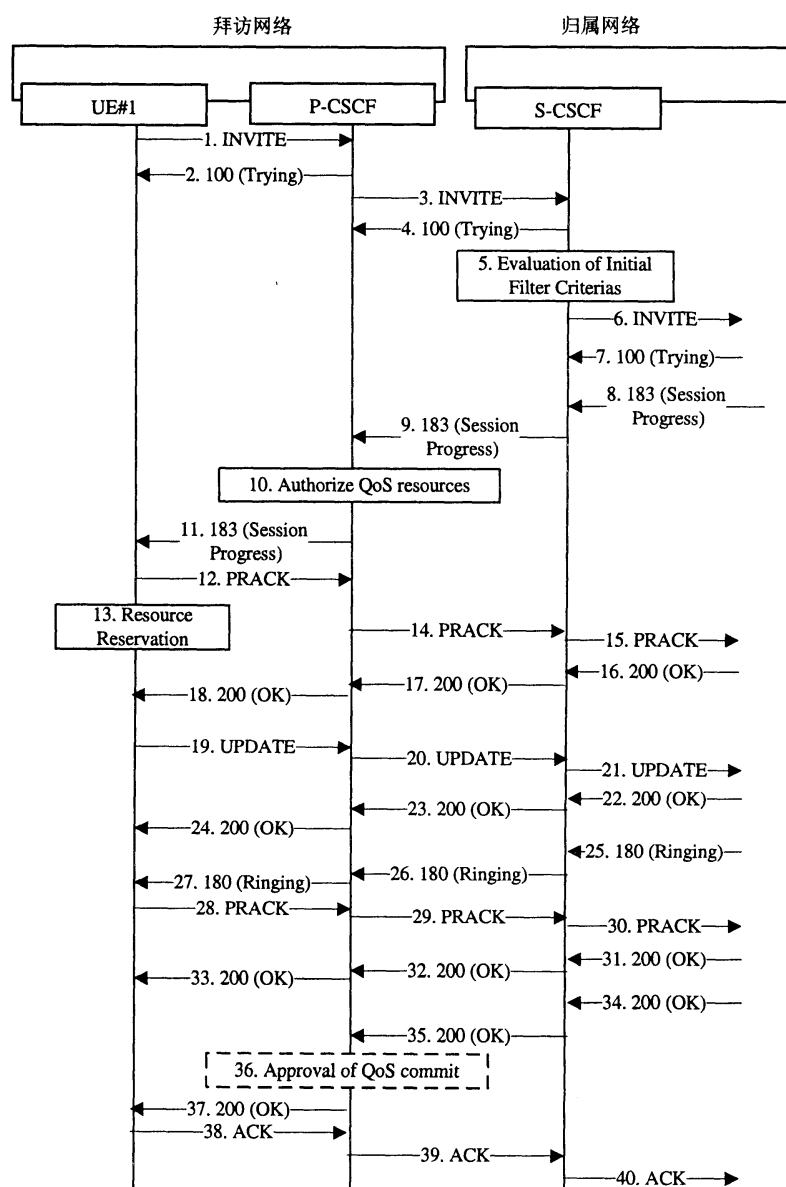 拜访网络
归属网络
UE#1
P-CSCF
S-CSCF
1. INVITE
2. 100 (Trying)
3. INVITE
4. 100 (Trying)
5. Evaluation of Initial
Filter Criterias
6. INVITE
7. 100 (Trying)
8. 183 (Session
Progress)
9. 183 (Session
Progress)
10. Authorize QoS resources
11. 183 (Session
Progress)
12. PRACK
13. Resource
Reservation
14. PRACK
15. PRACK
16. 200 (OK)
17. 200 (OK)
18. 200 (OK)
19. UPDATE
20. UPDATE
21. UPDATE
22. 200 (OK)
23. 200 (OK)
24. 200 (OK)
25. 180 (Ringing)
26. 180 (Ringing)
27. 180 (Ringing)
28. PRACK
29. PRACK
30. PRACK
31. 200 (OK)
32. 200 (OK)
33. 200 (OK)
34. 200 (OK)
35. 200 (OK)
36. Approval of QoS commit
37. 200 (OK)
38. ACK
39. ACK
40. ACK